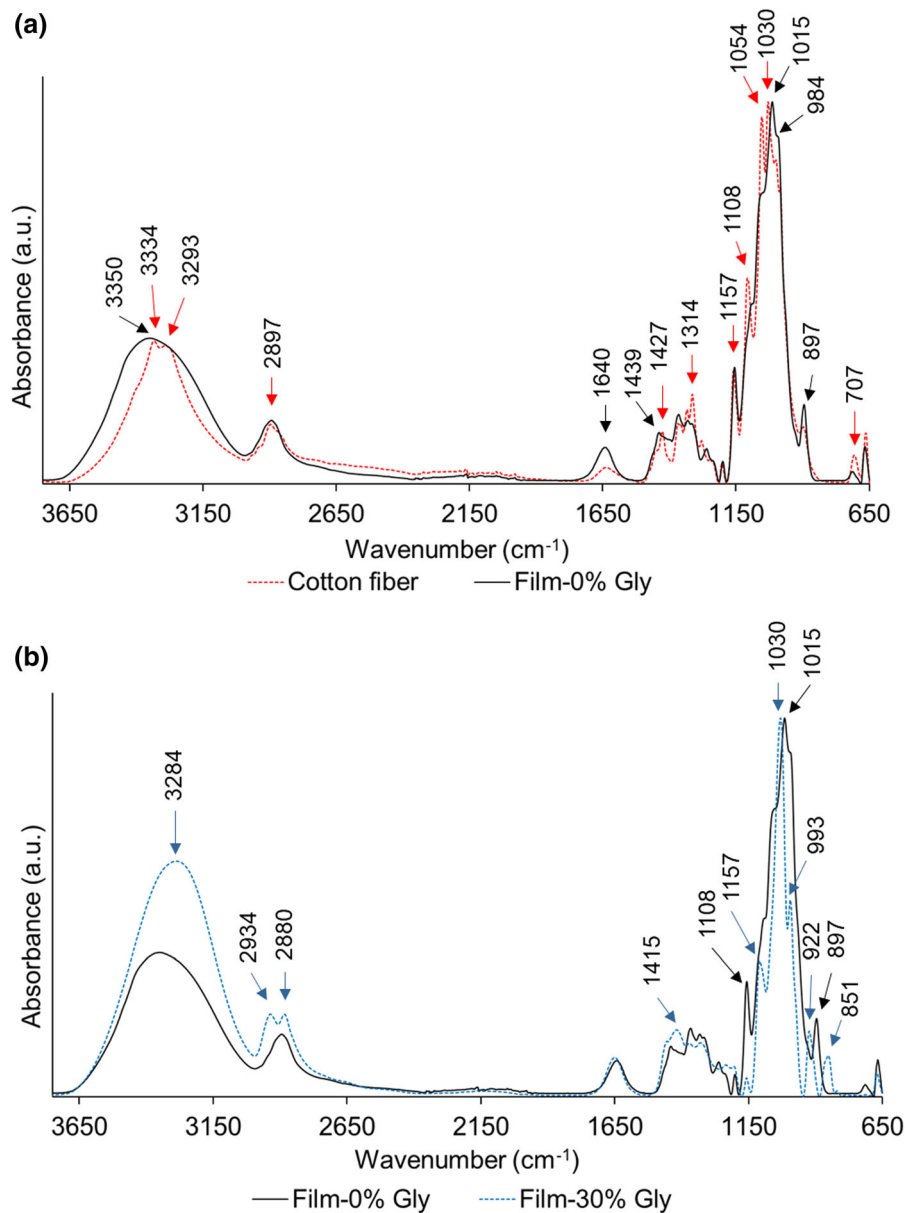 (a)
Absorbance (a.u.)
3350
3334
3293
2897
1640
1439
1427
1314
1157
1108
1054
1030
1015
984
897
707
3650 3150 2650 2150 1650 1150 650
Wavenumber (cm⁻¹)
Cotton fiber Film-0% Gly
(b)
Absorbance (a.u.)
3284
2934
2880
1415
1108
1157
1030
1015
993
922
897
851
3650 3150 2650 2150 1650 1150 650
Wavenumber (cm⁻¹)
Film-0% Gly Film-30% Gly